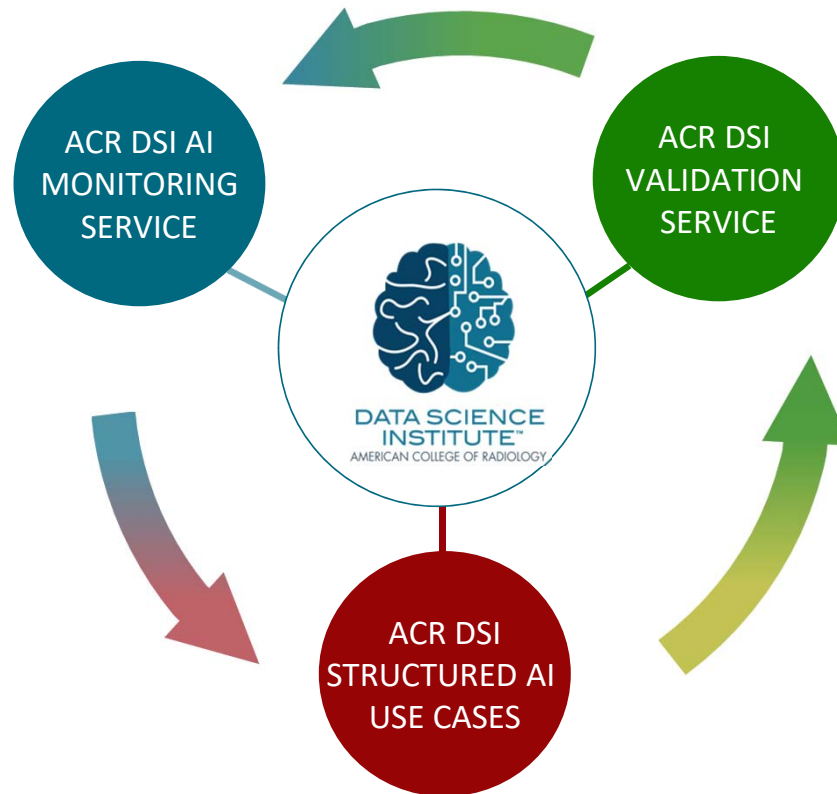 ACR DSI AI
MONITORING
SERVICE
ACR DSI
VALIDATION
SERVICE
DATA SCIENCE
INSTITUTE™
AMERICAN COLLEGE OF RADIOLOGY
ACR DSI
STRUCTURED AI
USE CASES